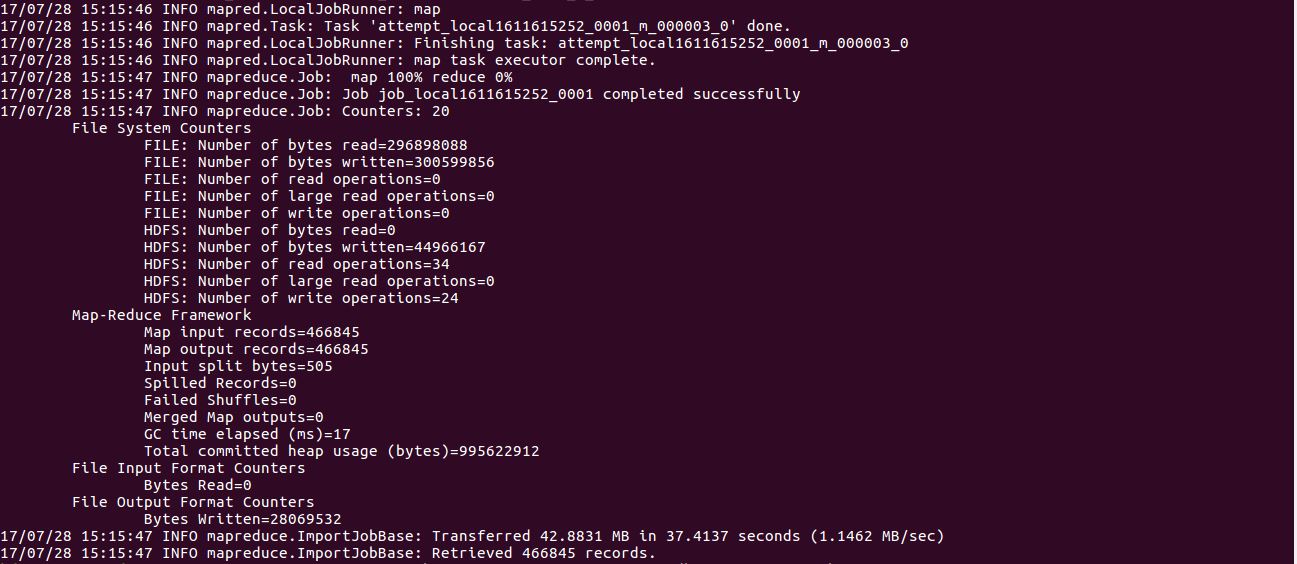 17/07/28 15:15:46 INFO mapred.LocalJobRunner: map
17/07/28 15:15:46 INFO mapred.Task: Task 'attempt_local1611615252_0001_m_000003_0' done.
17/07/28 15:15:46 INFO mapred.LocalJobRunner: Finishing task: attempt_local1611615252_0001_m_000003_0
17/07/28 15:15:46 INFO mapred.LocalJobRunner: map task executor complete.
17/07/28 15:15:47 INFO mapreduce.Job:  map 100% reduce 0%
17/07/28 15:15:47 INFO mapreduce.Job: Job job_local1611615252_0001 completed successfully
17/07/28 15:15:47 INFO mapreduce.Job: Counters: 20
File System Counters
FILE: Number of bytes read=296898088
FILE: Number of bytes written=300599856
FILE: Number of read operations=0
FILE: Number of large read operations=0
FILE: Number of write operations=0
HDFS: Number of bytes read=0
HDFS: Number of bytes written=44966167
HDFS: Number of read operations=34
HDFS: Number of large read operations=0
HDFS: Number of write operations=24
Map-Reduce Framework
Map input records=466845
Map output records=466845
Input split bytes=505
Spilled Records=0
Failed Shuffles=0
Merged Map outputs=0
GC time elapsed (ms)=17
Total committed heap usage (bytes)=995622912
File Input Format Counters
Bytes Read=0
File Output Format Counters
Bytes Written=28069532
17/07/28 15:15:47 INFO mapreduce.ImportJobBase: Transferred 42.8831 MB in 37.4137 seconds (1.1462 MB/sec)
17/07/28 15:15:47 INFO mapreduce.ImportJobBase: Retrieved 466845 records.